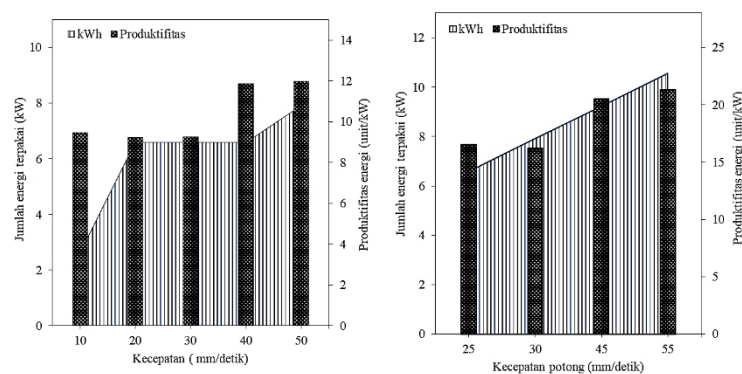 kWh Produktifitas
Jumlah energi terpakai (kW)
10
8
6
4
2
0
14
12
10
8
6
4
2
0
Produktifitas energi (unit/kW)
10 20 30 40 50
Kecepatan ( mm/detik)
kWh Produktifitas
Jumlah energi terpakai (kW)
12
10
8
6
4
2
0
25
20
15
10
5
0
Produktifitas energi (unit/kW)
25 30 45 55
Kecepatan potong (mm/detik)